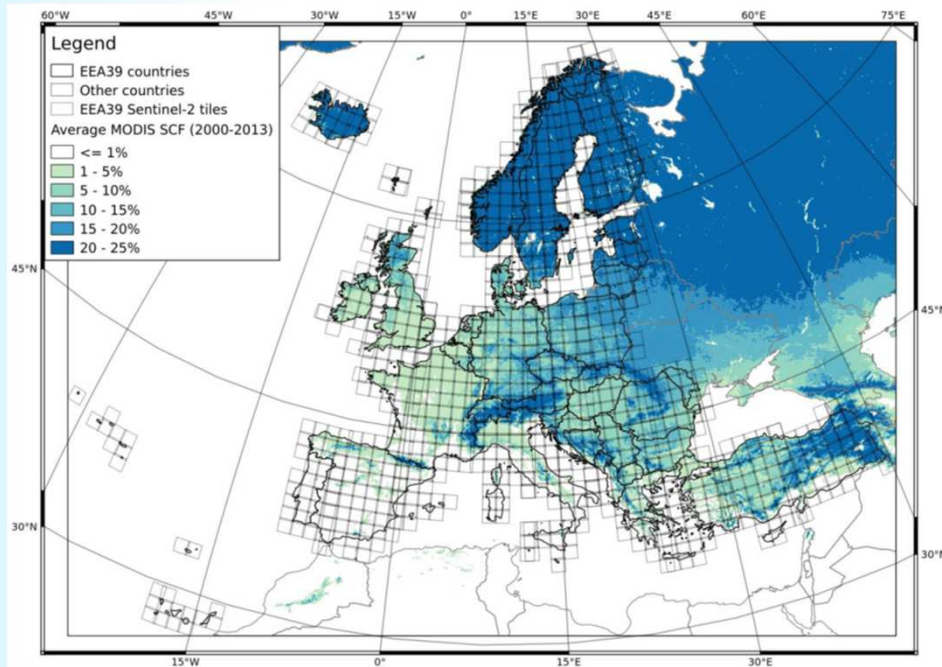 60°W 45°W 30°W 15°W 0° 15°E 30°E 45°E 60°E 75°E
Legend
EEA39 countries
Other countries
EEA39 Sentinel-2 tiles
Average MODIS SCF (2000-2013)
<= 1%
1 - 5%
5 - 10%
10 - 15%
15 - 20%
20 - 25%
45°N
45°N
30°N
30°N
15°W 0° 15°E 30°E